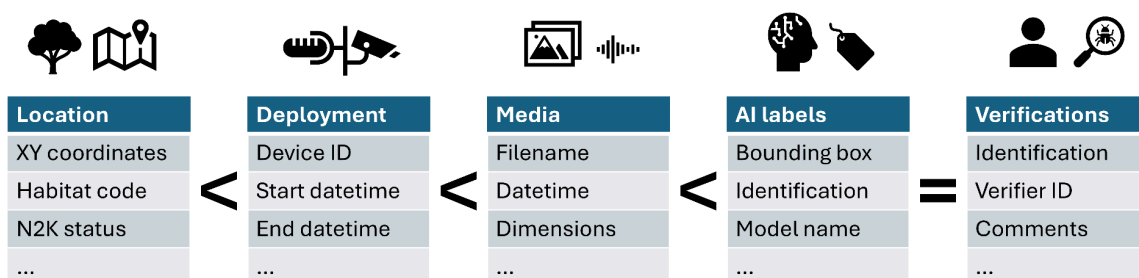 Location
XY coordinates
Habitat code
N2K status
...
<
Deployment
Device ID
Start datetime
End datetime
...
<
Media
Filename
Datetime
Dimensions
...
<
AI labels
Bounding box
Identification
Model name
...
=
Verifications
Identification
Verifier ID
Comments
...